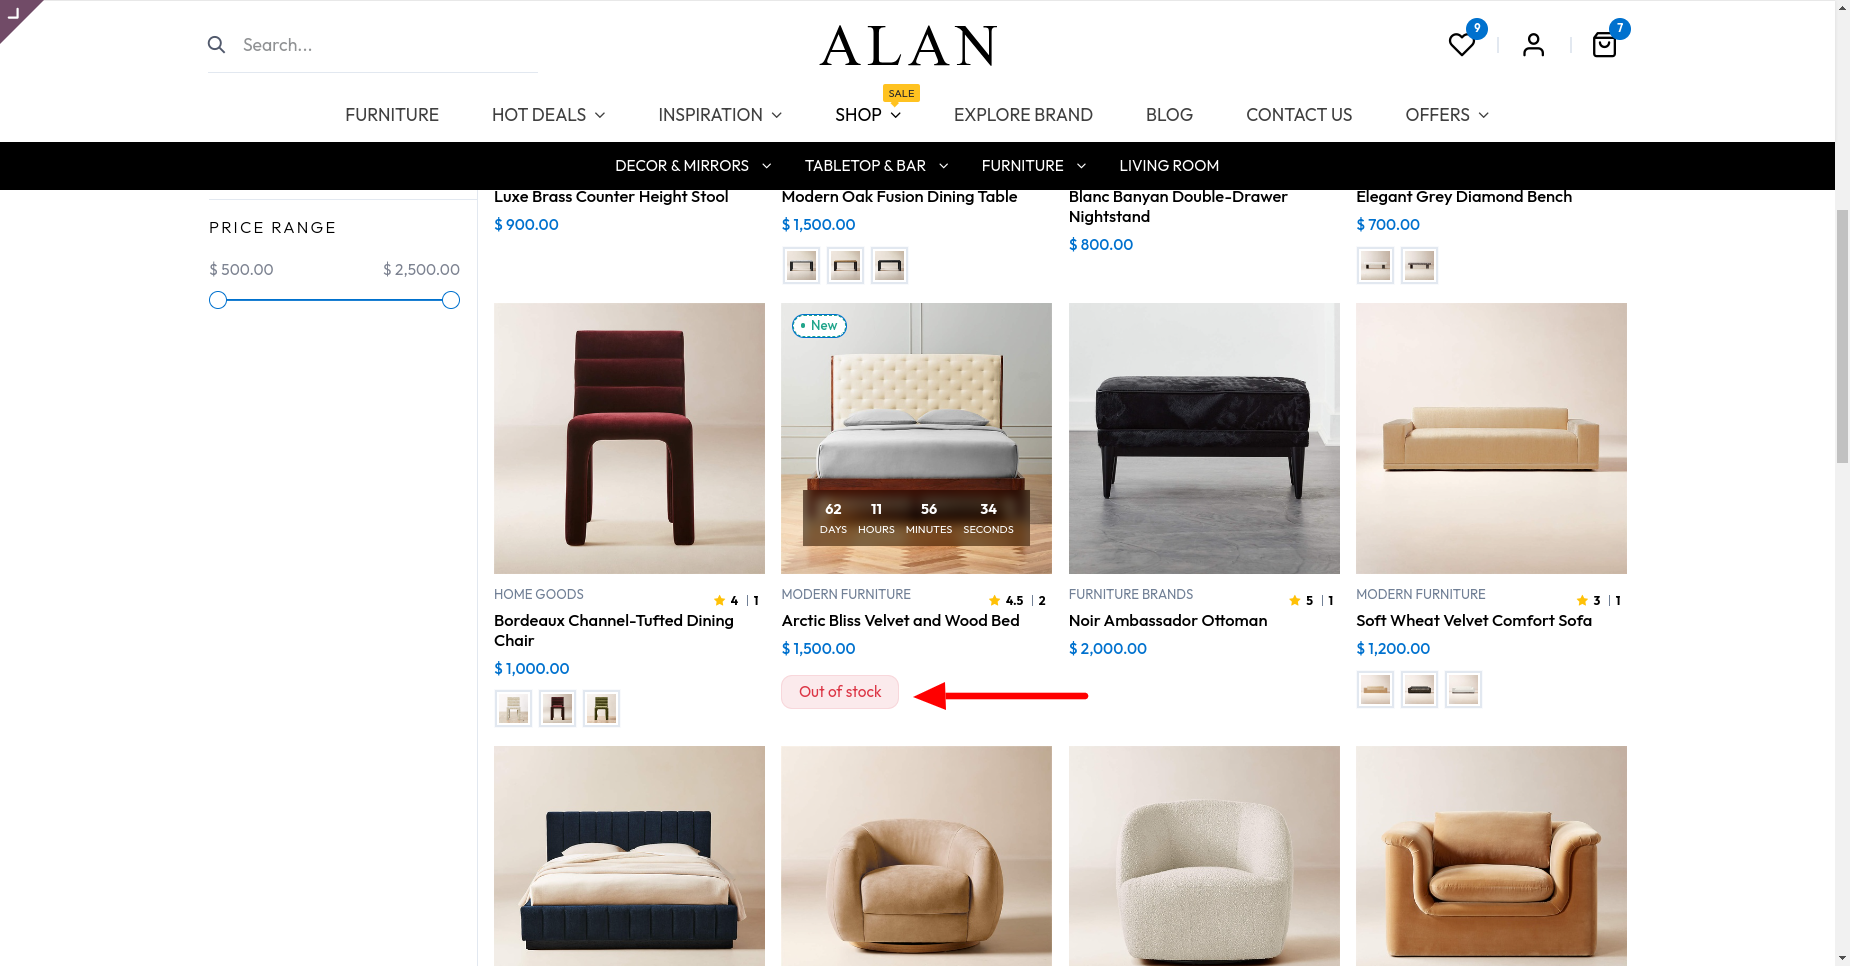 Search...
ALAN
9
7
SALE
FURNITURE HOT DEALS INSPIRATION SHOP EXPLORE BRAND BLOG CONTACT US OFFERS
DECOR & MIRRORS TABLETOP & BAR FURNITURE LIVING ROOM
PRICE RANGE
$ 500.00 $ 2,500.00
Luxe Brass Counter Height Stool
$ 900.00
Modern Oak Fusion Dining Table
$ 1,500.00
Blanc Banyan Double-Drawer
Nightstand
$ 800.00
Elegant Grey Diamond Bench
$ 700.00
HOME GOODS
4 | 1
Bordeaux Channel-Tufted Dining
Chair
$ 1,000.00
New
62 11 56 34
DAYS HOURS MINUTES SECONDS
MODERN FURNITURE
4.5 | 2
Arctic Bliss Velvet and Wood Bed
$ 1,500.00
Out of stock
FURNITURE BRANDS
5 | 1
Noir Ambassador Ottoman
$ 2,000.00
MODERN FURNITURE
3 | 1
Soft Wheat Velvet Comfort Sofa
$ 1,200.00